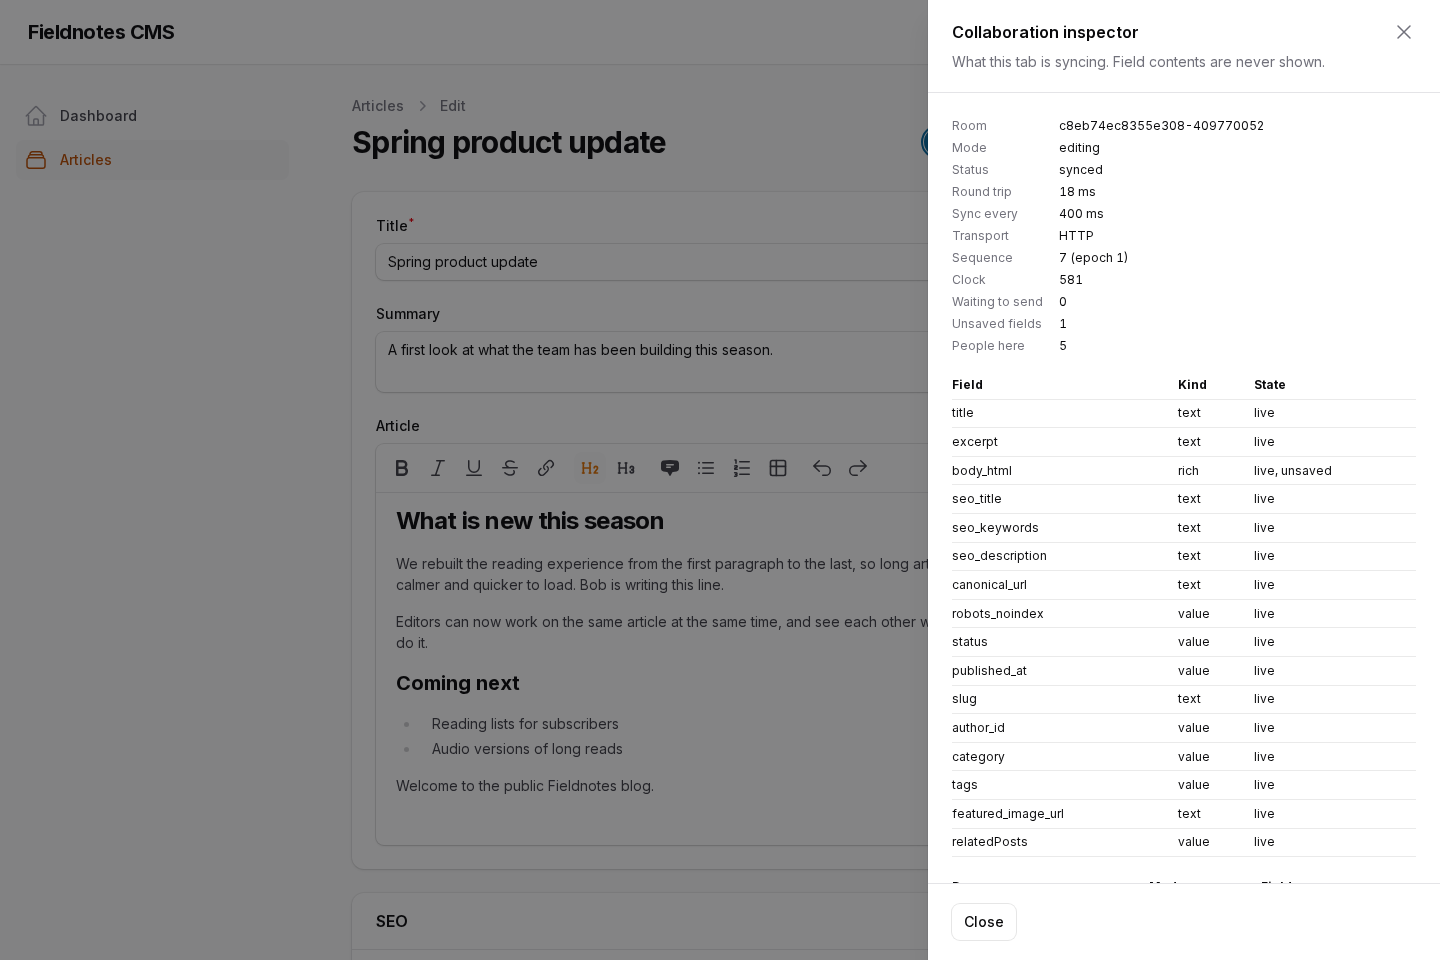 Fieldnotes CMS
Dashboard
Articles
Articles > Edit
Spring product update
Title*
Spring product update
Summary
A first look at what the team has been building this season.
Article
B I U S H2 H3
What is new this season
We rebuilt the reading experience from the first paragraph to the last, so long
calmer and quicker to load. Bob is writing this line.
Editors can now work on the same article at the same time, and see each other
do it.
Coming next
Reading lists for subscribers
Audio versions of long reads
Welcome to the public Fieldnotes blog.
SEO
Collaboration inspector
What this tab is syncing. Field contents are never shown.
Room c8eb74ec8355e308-409770052
Mode editing
Status synced
Round trip 18 ms
Sync every 400 ms
Transport HTTP
Sequence 7 (epoch 1)
Clock 581
Waiting to send 0
Unsaved fields 1
People here 5
Field Kind State
title text live
excerpt text live
body_html rich live, unsaved
seo_title text live
seo_keywords text live
seo_description text live
canonical_url text live
robots_noindex value live
status value live
published_at value live
slug text live
author_id value live
category value live
tags value live
featured_image_url text live
relatedPosts value live
Close